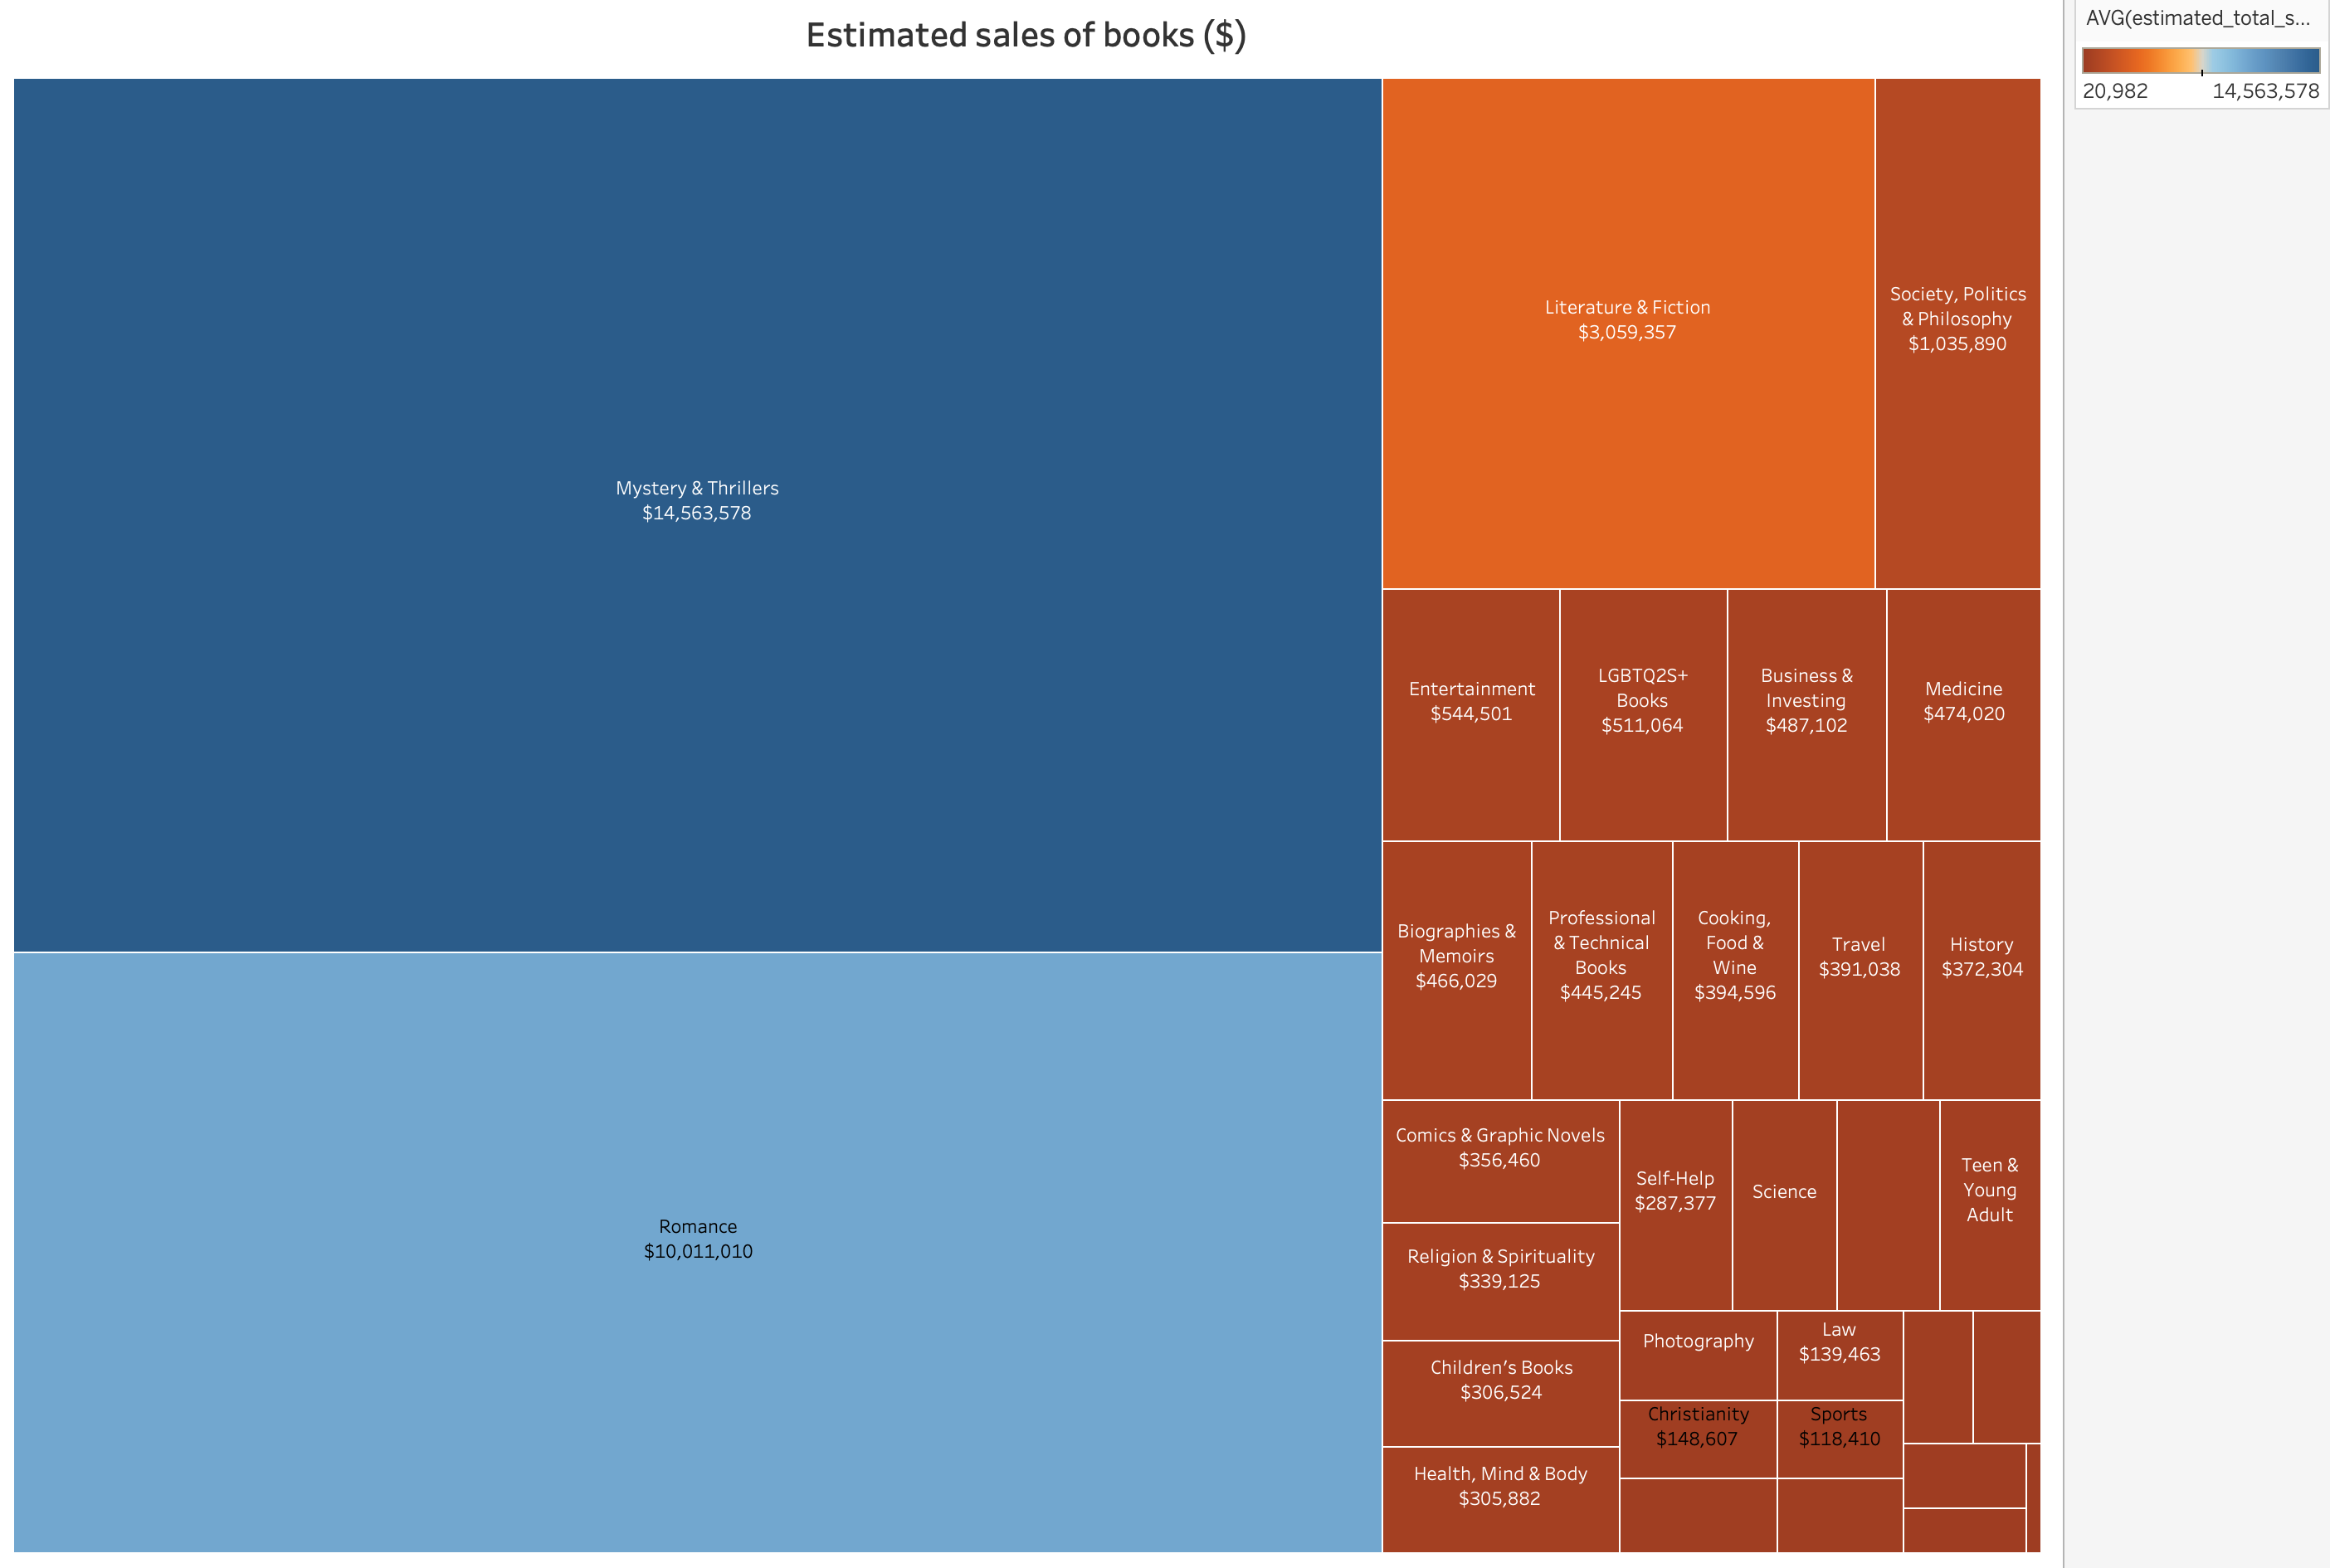 Estimated sales of books ($)
AVG(estimated_total_s...
20,982
14,563,578
Mystery & Thrillers
$14,563,578
Romance
$10,011,010
Literature & Fiction
$3,059,357
Society, Politics
& Philosophy
$1,035,890
Entertainment
$544,501
LGBTQ2S+
Books
$511,064
Business &
Investing
$487,102
Medicine
$474,020
Biographies &
Memoirs
$466,029
Professional
& Technical
Books
$445,245
Cooking,
Food &
Wine
$394,596
Travel
$391,038
History
$372,304
Comics & Graphic Novels
$356,460
Religion & Spirituality
$339,125
Children’s Books
$306,524
Health, Mind & Body
$305,882
Self-Help
$287,377
Science
Teen &
Young
Adult
Photography
Law
$139,463
Christianity
$148,607
Sports
$118,410